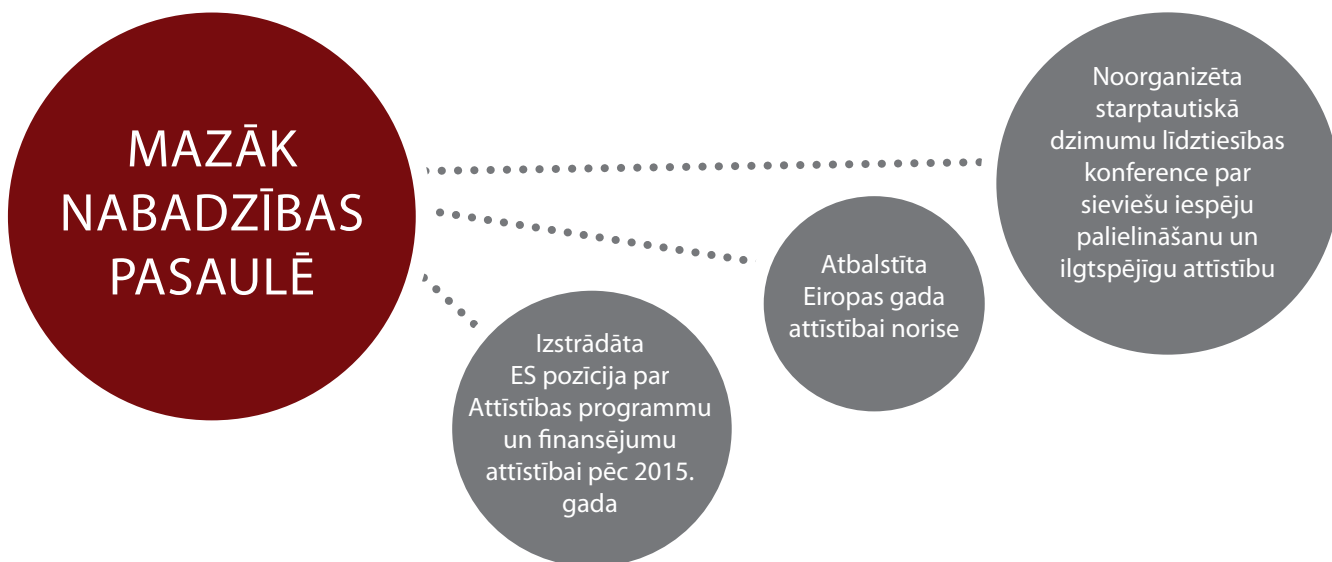 MAZĀK
NABADZĪBAS
PASAULĒ
Noorganizēta
starptautiskā
dzimumu līdztiesības
konference par
sieviešu iespēju
palielināšanu un
ilgtspējīgu attīstību
Atbalstīta
Eiropas gada
attīstībai norise
Izstrādāta
ES pozīcija par
Attīstības programmu
un finansējumu
attīstībai pēc 2015.
gada